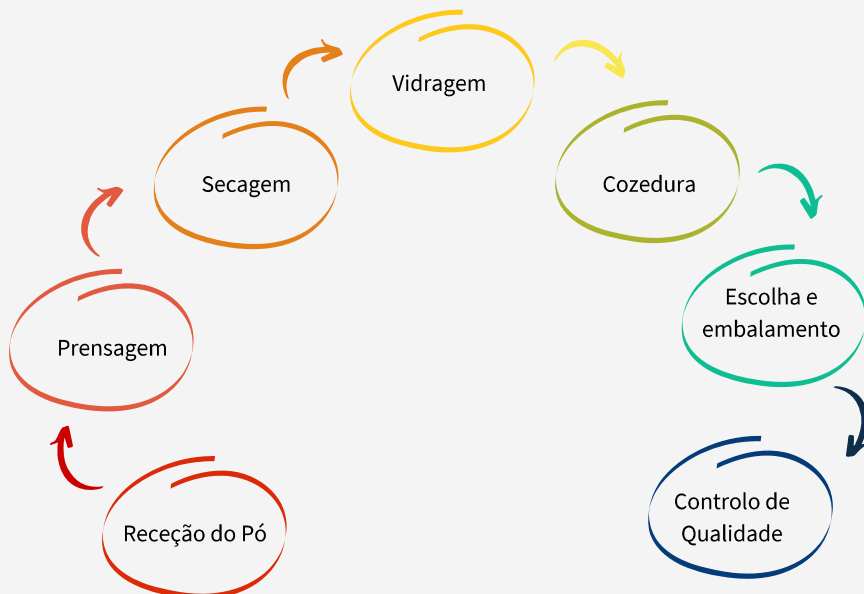 Vidragem
Secagem
Cozedura
Escolha e
embalamento
Prensagem
Controlo de
Qualidade
Receção do Pó